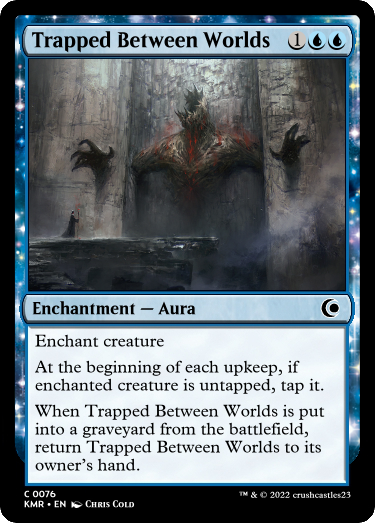 Trapped Between Worlds 1
Enchantment — Aura
Enchant creature
At the beginning of each upkeep, if
enchanted creature is untapped, tap it.
When Trapped Between Worlds is put
into a graveyard from the battlefield,
return Trapped Between Worlds to its
owner's hand.
C 0076 ™ & © 2022 crushcastles23
KMR • EN Chris Cold